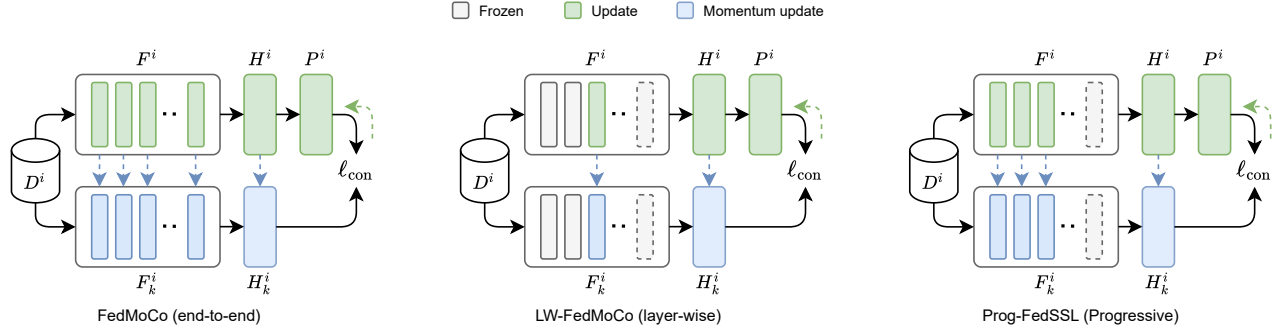 Frozen Update Momentum update
F^i H^i P^i
D^i
ℓ_con
F_k^i H_k^i
FedMoCo (end-to-end)
F^i H^i P^i
D^i
ℓ_con
F_k^i H_k^i
LW-FedMoCo (layer-wise)
F^i H^i P^i
D^i
ℓ_con
F_k^i H_k^i
Prog-FedSSL (Progressive)